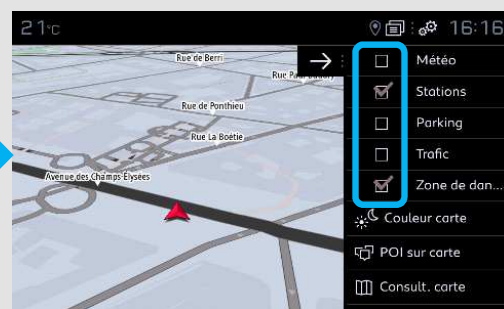 21°C 16:16
Rue de Berri
Rue de Ponthieu
Rue La Boétie
Avenue des Champs-Elysées
Météo
Stations
Parking
Trafic
Zone de dan...
Couleur carte
POI sur carte
Consult. carte